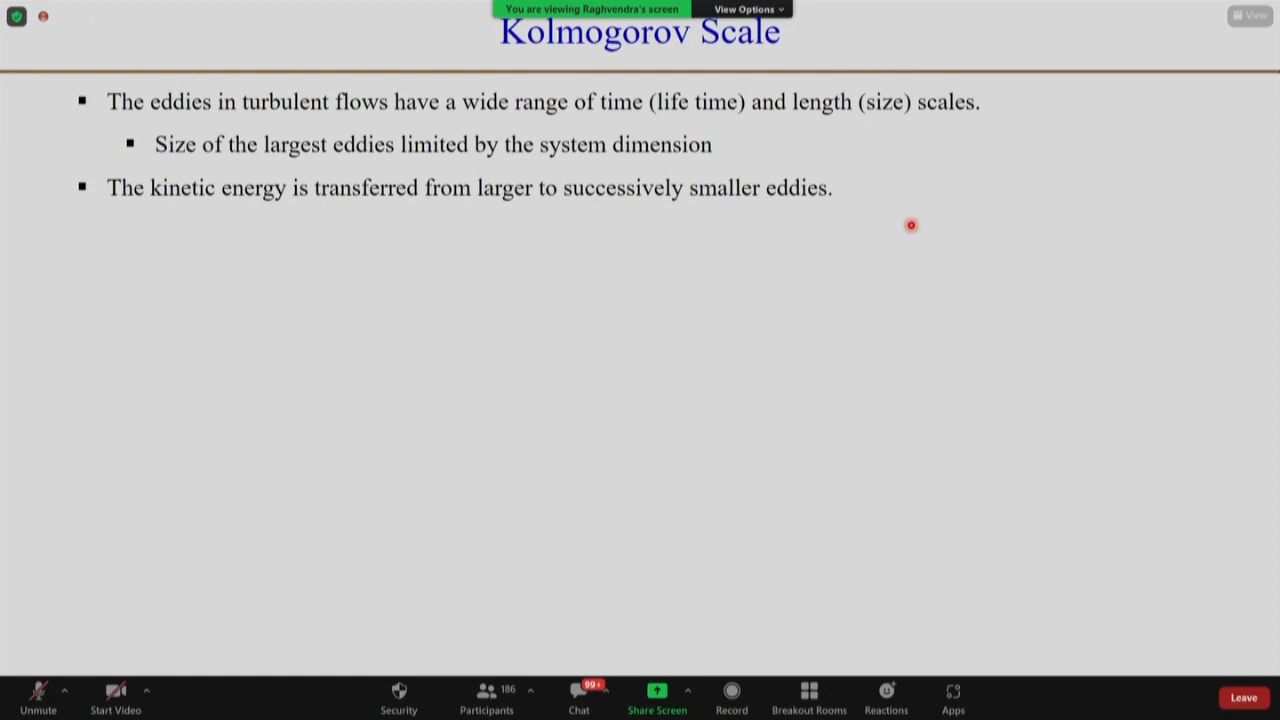 You are viewing Raghvendra's screen
View Options
View
Kolmogorov Scale
The eddies in turbulent flows have a wide range of time (life time) and length (size) scales.
Size of the largest eddies limited by the system dimension
The kinetic energy is transferred from larger to successively smaller eddies.
Unmute
Start Video
Security
Participants
186
Chat
99+
Share Screen
Record
Breakout Rooms
Reactions
Apps
Leave